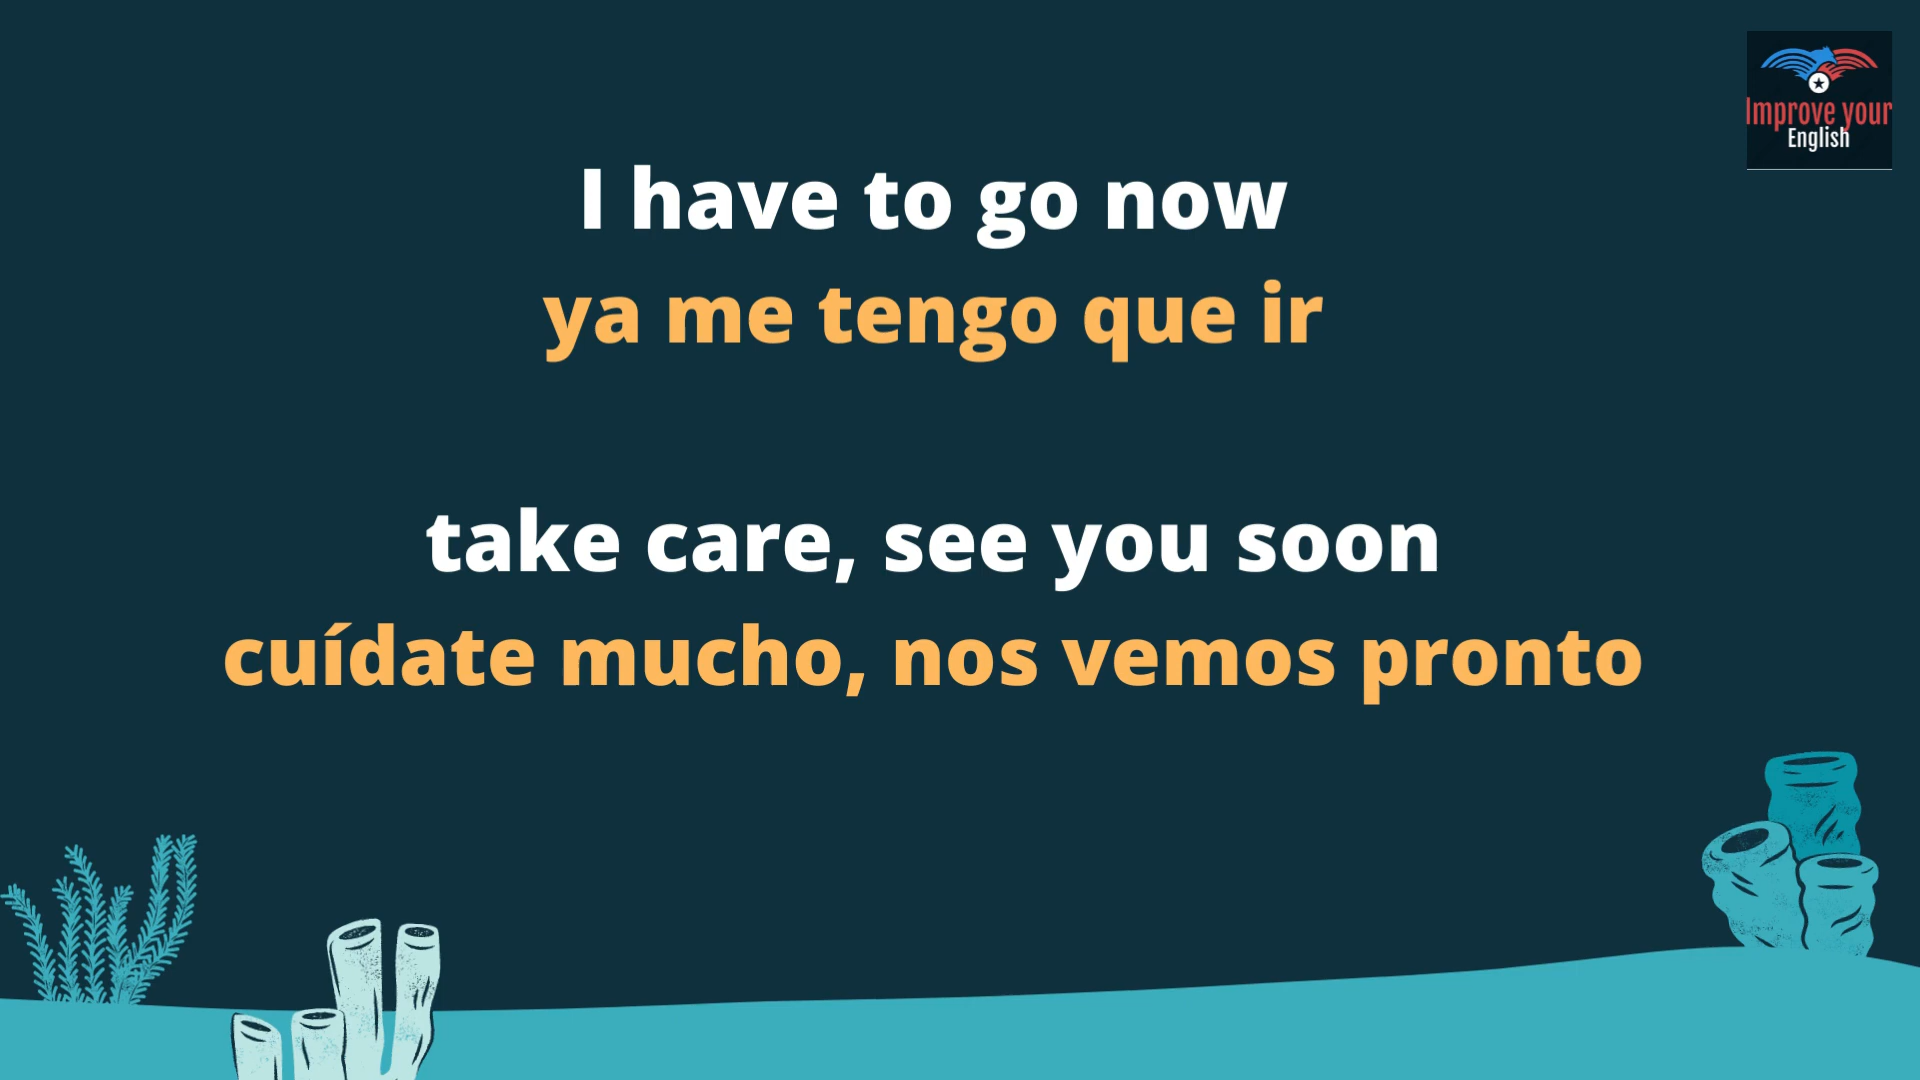 Improve your
English
I have to go now
ya me tengo que ir
take care, see you soon
cuídate mucho, nos vemos pronto